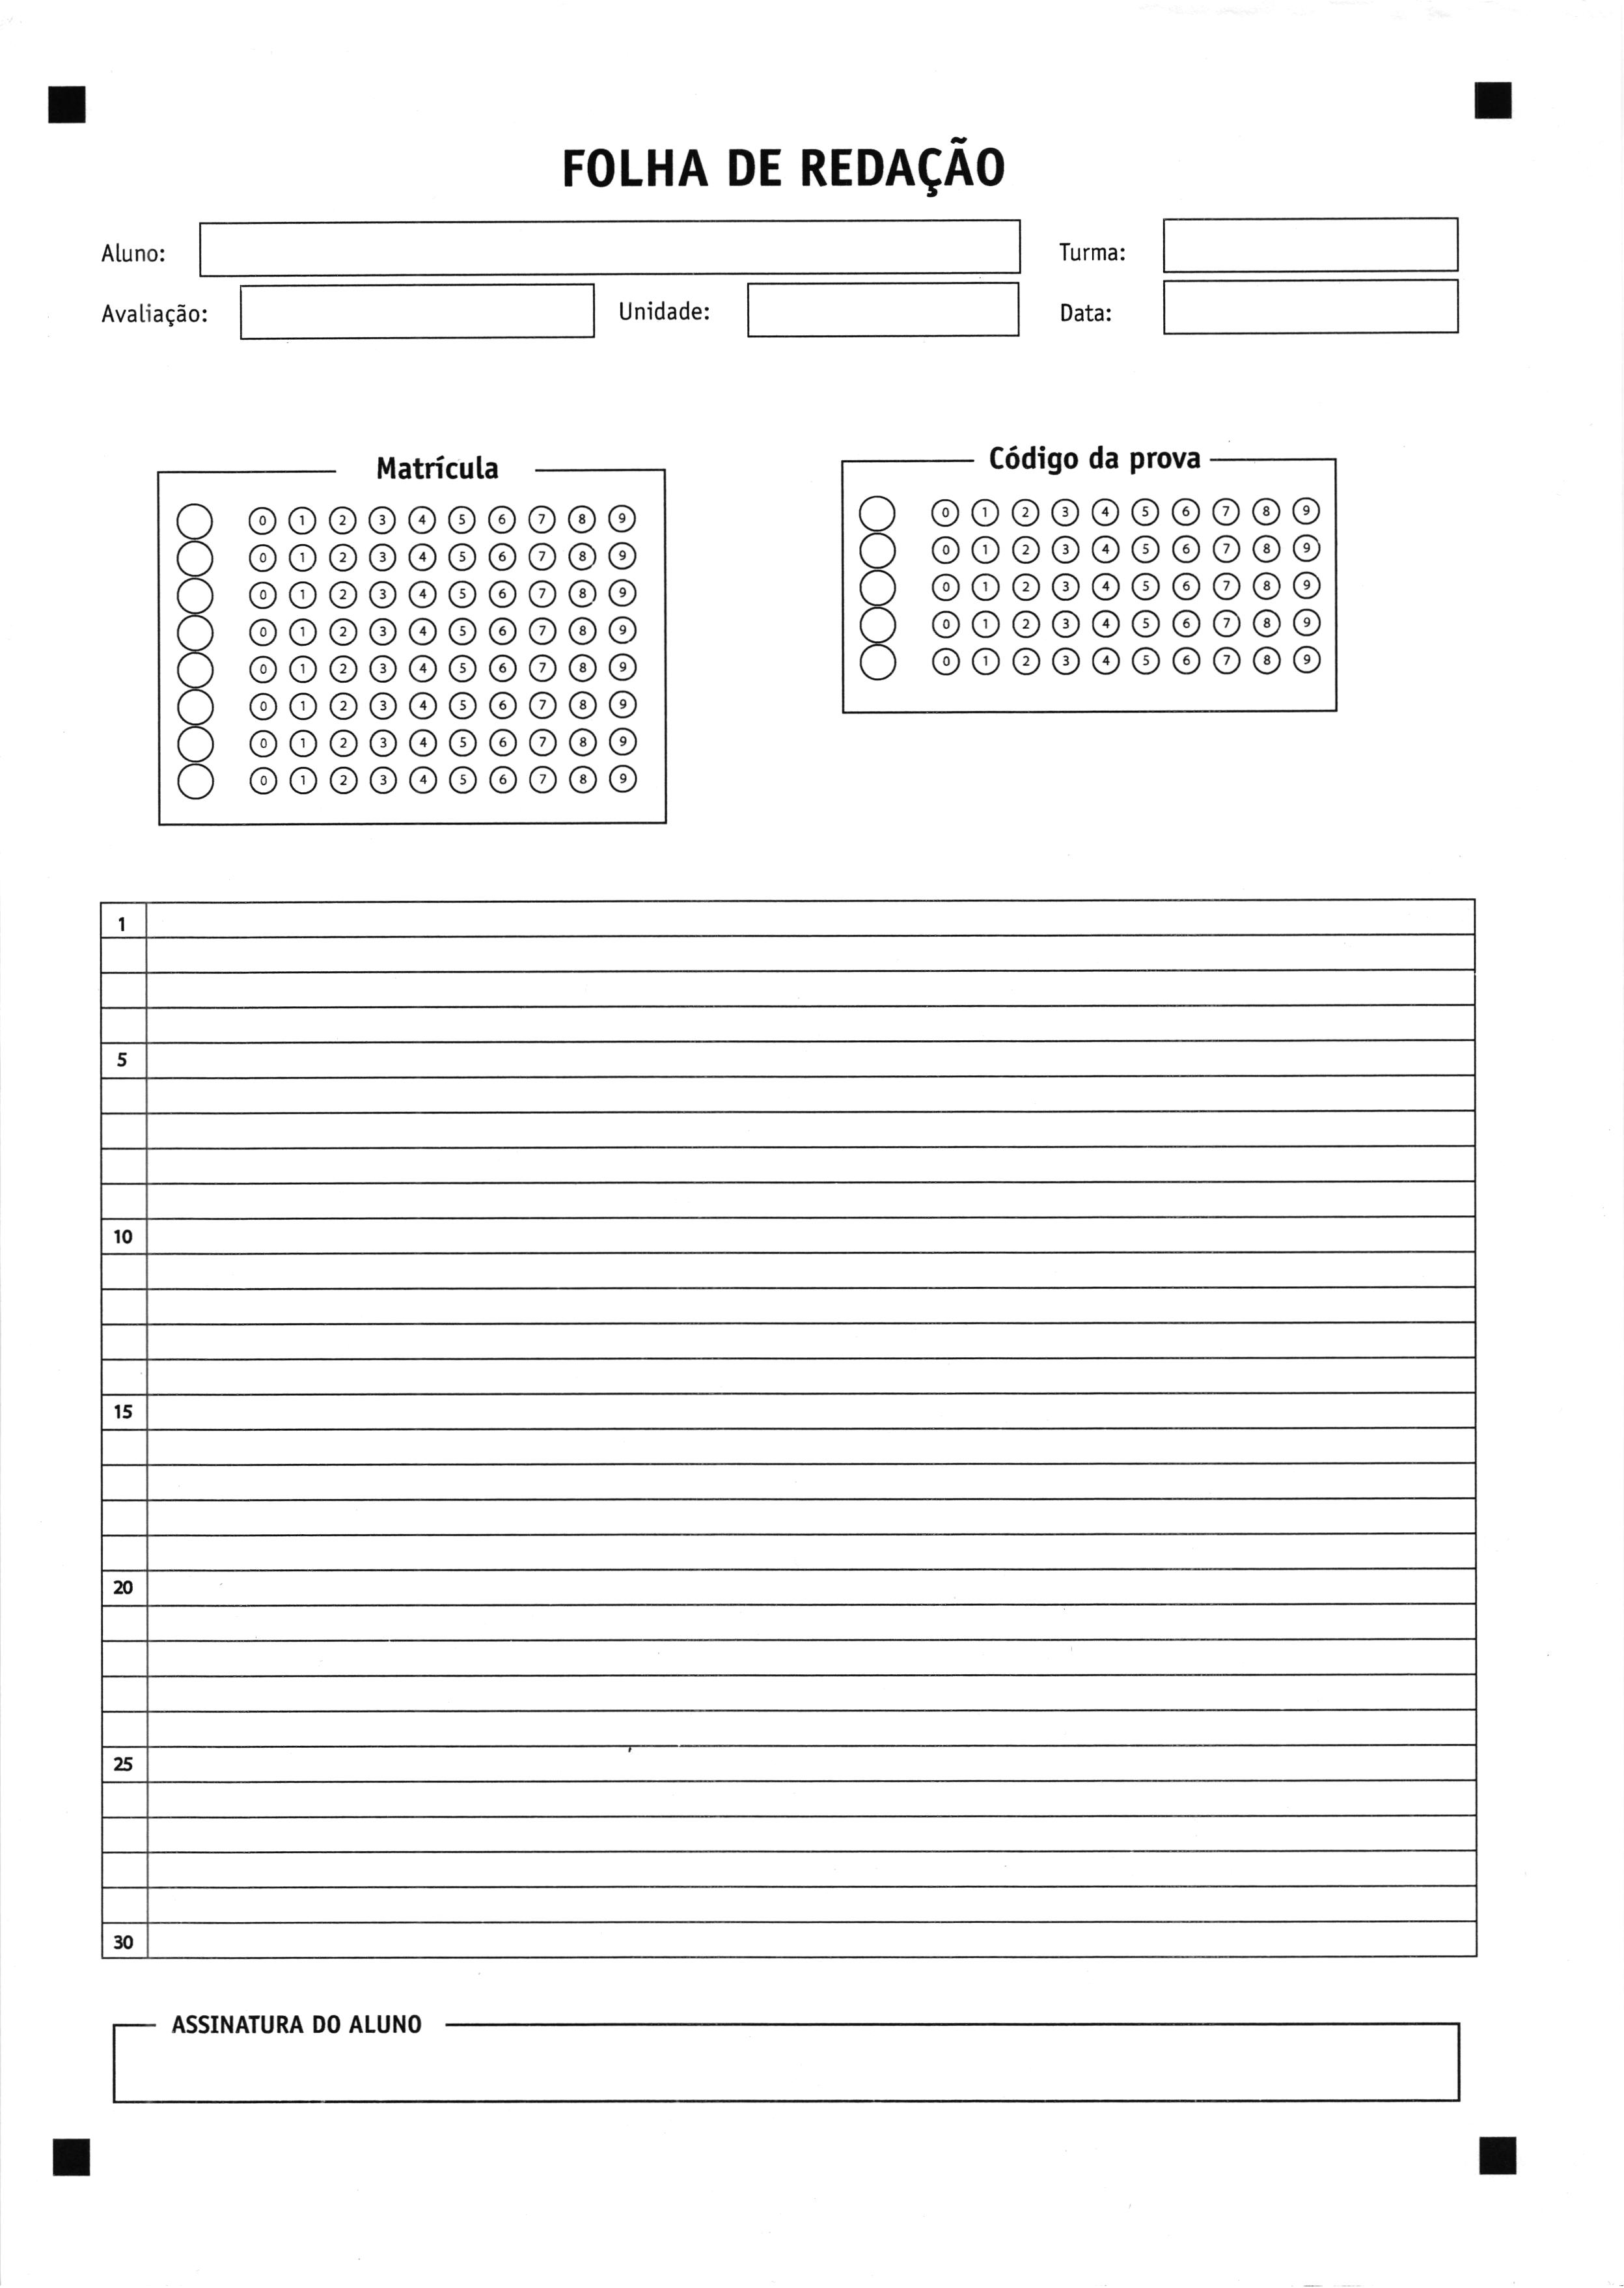 FOLHA DE REDAÇÃO
Aluno:
Turma:
Avaliação:
Unidade:
Data:
Matrícula
0 1 2 3 4 5 6 7 8 9
0 1 2 3 4 5 6 7 8 9
0 1 2 3 4 5 6 7 8 9
0 1 2 3 4 5 6 7 8 9
0 1 2 3 4 5 6 7 8 9
0 1 2 3 4 5 6 7 8 9
0 1 2 3 4 5 6 7 8 9
0 1 2 3 4 5 6 7 8 9
Código da prova
0 1 2 3 4 5 6 7 8 9
0 1 2 3 4 5 6 7 8 9
0 1 2 3 4 5 6 7 8 9
0 1 2 3 4 5 6 7 8 9
0 1 2 3 4 5 6 7 8 9
1
5
10
15
20
25
30
ASSINATURA DO ALUNO